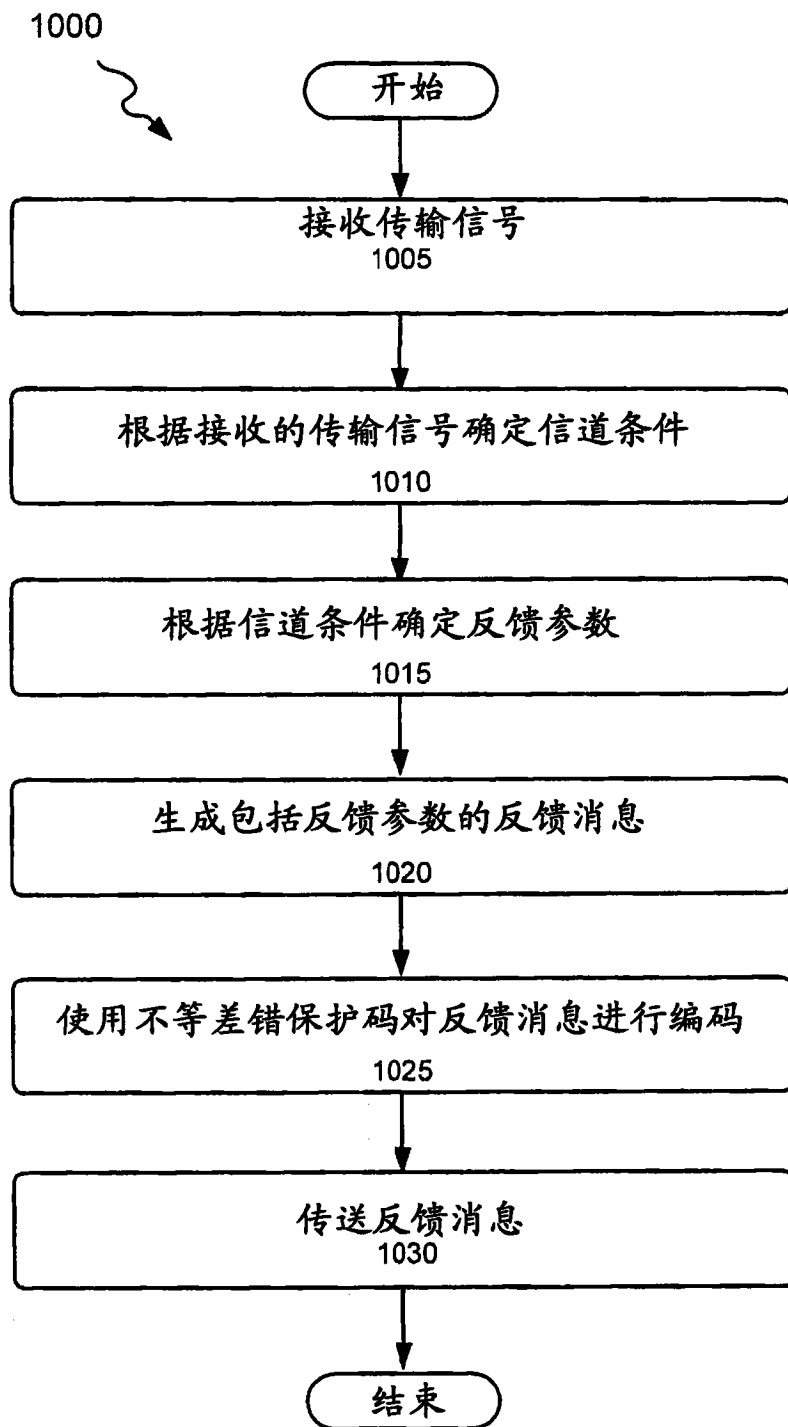 1000
开始
接收传输信号
1005
根据接收的传输信号确定信道条件
1010
根据信道条件确定反馈参数
1015
生成包括反馈参数的反馈消息
1020
使用不等差错保护码对反馈消息进行编码
1025
传送反馈消息
1030
结束